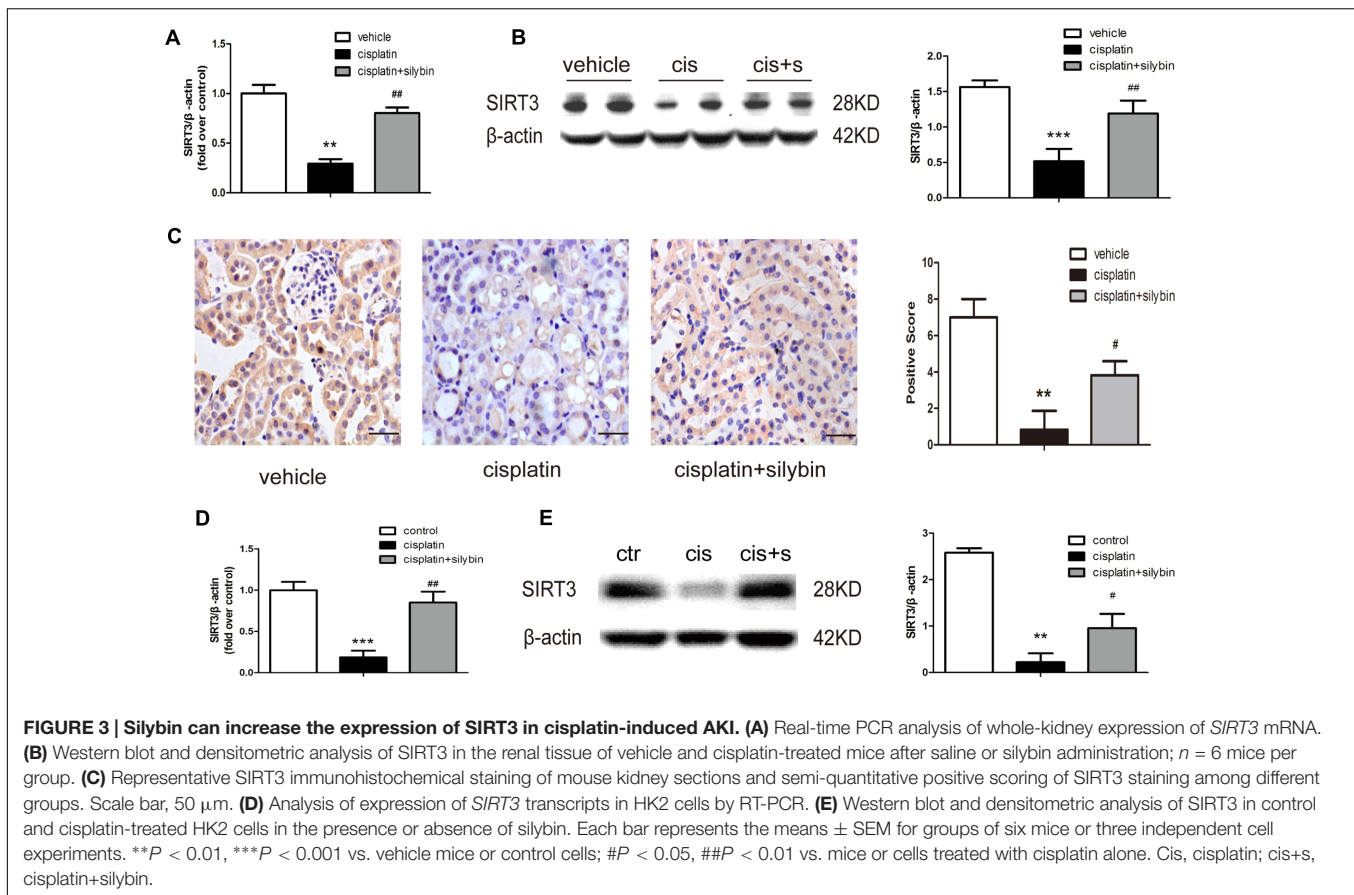 A
vehicle
cisplatin
cisplatin+silybin
SIRT3/β -actin
(fold over control)
1.5
1.0
0.5
0.0
**
##
B
vehicle cis cis+s
SIRT3 28KD
β-actin 42KD
vehicle
cisplatin
cisplatin+silybin
SIRT3/β -actin
2.0
1.5
1.0
0.5
0.0
***
##
C
vehicle
cisplatin
cisplatin+silybin
vehicle
cisplatin
cisplatin+silybin
Positive Score
10
8
6
4
2
0
**
#
D
control
cisplatin
cisplatin+silybin
SIRT3/β -actin
(fold over control)
1.5
1.0
0.5
0.0
***
##
E
ctr cis cis+s
SIRT3 28KD
β-actin 42KD
control
cisplatin
cisplatin+silybin
SIRT3/β -actin
3
2
1
0
**
#
FIGURE 3 | Silybin can increase the expression of SIRT3 in cisplatin-induced AKI. (A) Real-time PCR analysis of whole-kidney expression of SIRT3 mRNA.
(B) Western blot and densitometric analysis of SIRT3 in the renal tissue of vehicle and cisplatin-treated mice after saline or silybin administration; n = 6 mice per
group. (C) Representative SIRT3 immunohistochemical staining of mouse kidney sections and semi-quantitative positive scoring of SIRT3 staining among different
groups. Scale bar, 50 μm. (D) Analysis of expression of SIRT3 transcripts in HK2 cells by RT-PCR. (E) Western blot and densitometric analysis of SIRT3 in control
and cisplatin-treated HK2 cells in the presence or absence of silybin. Each bar represents the means ± SEM for groups of six mice or three independent cell
experiments. **P < 0.01, ***P < 0.001 vs. vehicle mice or control cells; #P < 0.05, ##P < 0.01 vs. mice or cells treated with cisplatin alone. Cis, cisplatin; cis+s,
cisplatin+silybin.